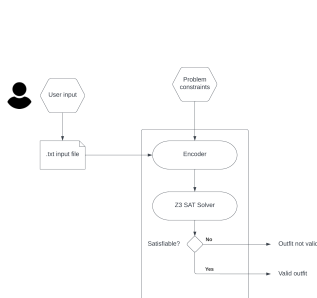 Problem
constraints
User input
.txt input file
Encoder
Z3 SAT Solver
Satisfiable?
No
Outfit not valid
Yes
Valid outfit